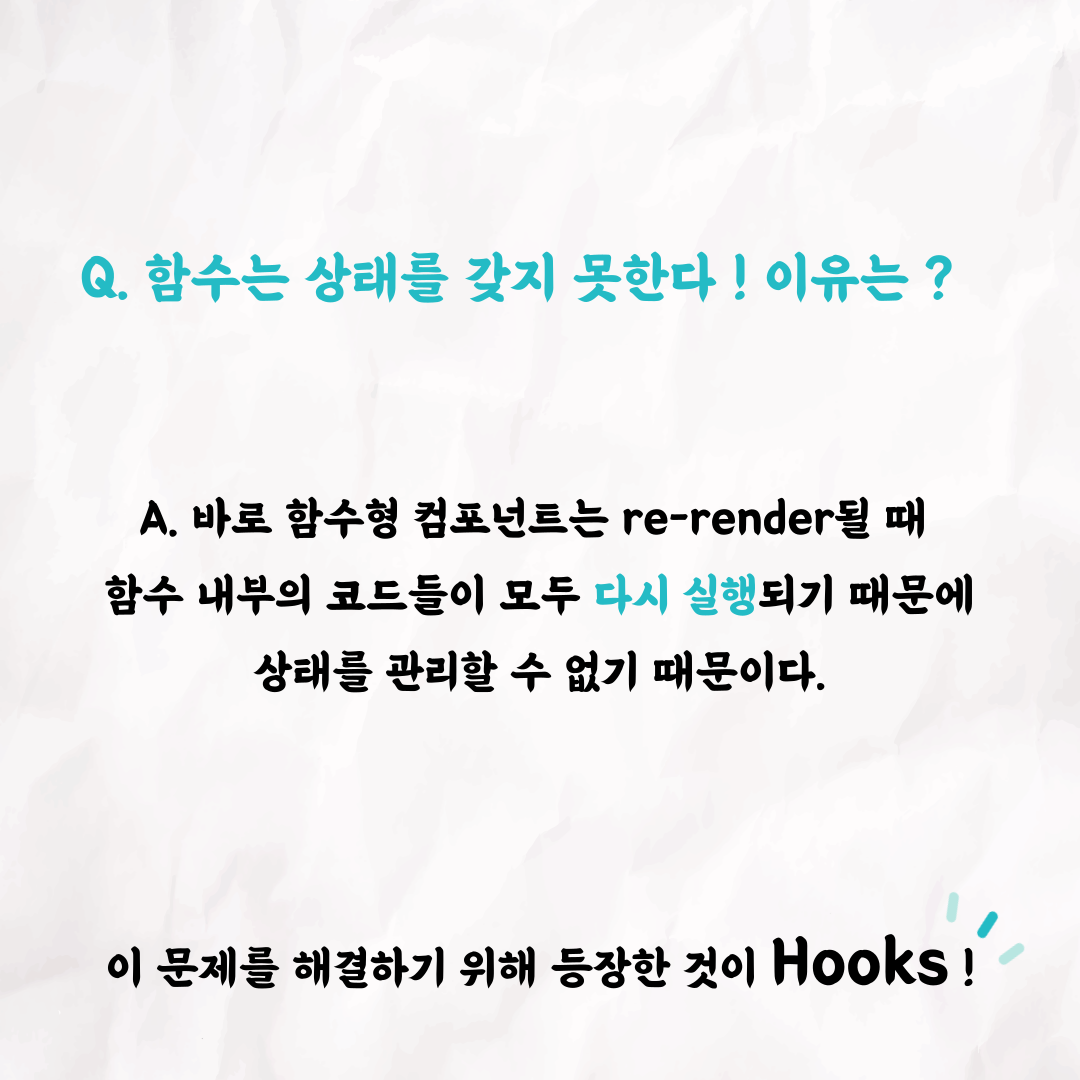 Q. 함수는 상태를 갖지 못한다 ! 이유는 ?
A. 바로 함수형 컴포넌트는 re-render될 때
함수 내부의 코드들이 모두 다시 실행되기 때문에
상태를 관리할 수 없기 때문이다.
이 문제를 해결하기 위해 등장한 것이 Hooks !